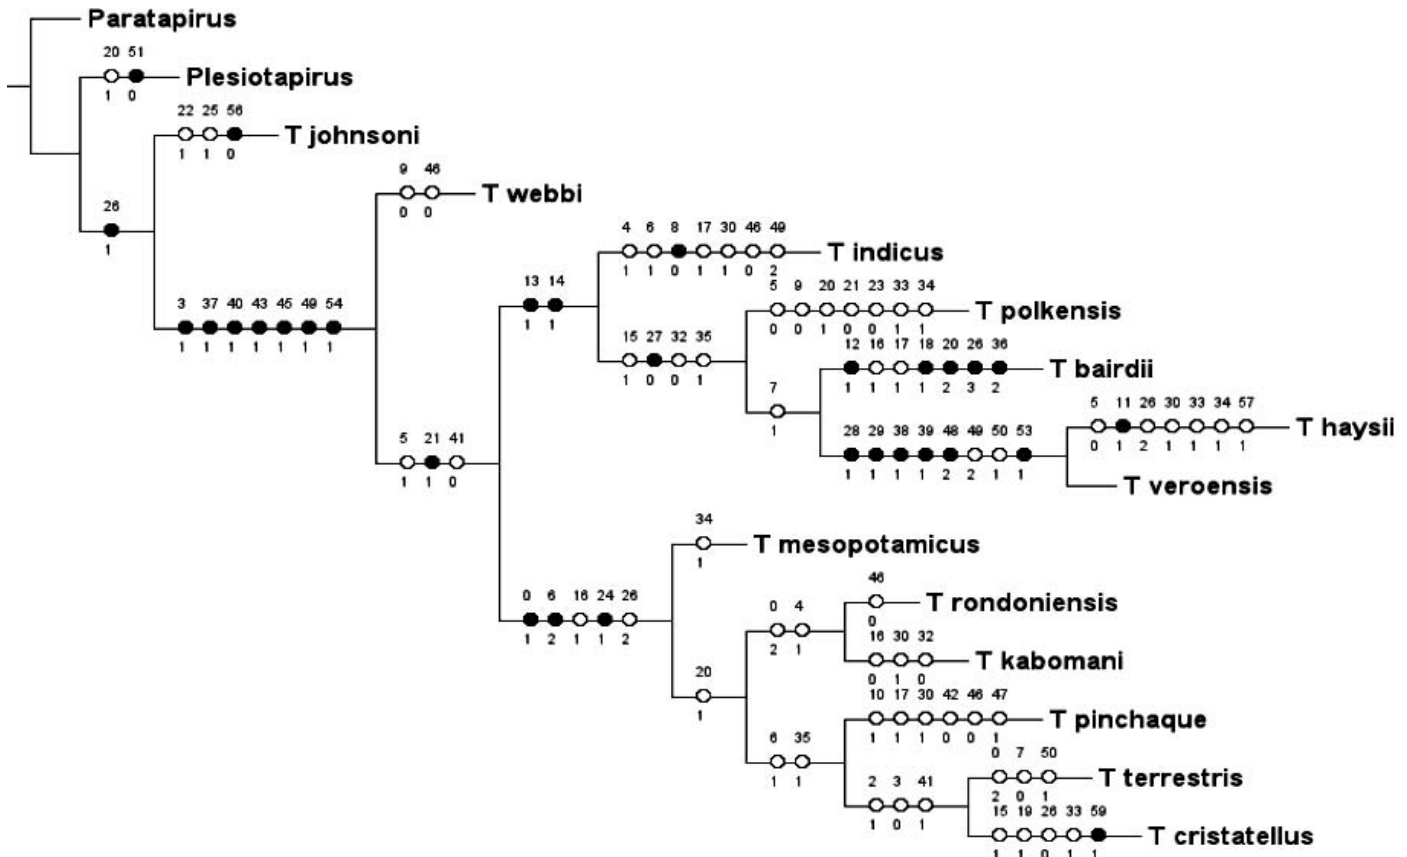 Paratapirus
20 51
Plesiotapirus
1 0
22 25 56
T johnsoni
1 1 0
9 46
T webbi
0 0
26
1
4 6 8 17 30 46 49
T indicus
1 1 0 1 1 0 2
13 14
1 1
5 9 20 21 23 33 34
T polkensis
0 0 1 0 0 1 1
3 37 40 43 45 49 54
1 1 1 1 1 1 1
15 27 32 35
1 0 0 1
12 16 17 18 20 26 36
T bairdii
1 1 1 1 2 3 2
7
1
5 11 26 30 33 34 57
T haysii
0 1 2 1 1 1 1
5 21 41
1 1 0
28 29 38 39 48 49 50 53
1 1 1 1 2 2 1 1
T veroensis
34
T mesopotamicus
1
0 6 16 24 26
1 2 1 1 2
46
T rondoniensis
0
0 4
2 1
16 30 32
T kabomani
0 1 0
20
1
10 17 30 42 46 47
T pinchaque
1 1 1 0 0 1
6 35
1 1
0 7 50
T terrestris
2 0 1
2 3 41
1 0 1
15 19 26 33 59
T cristatellus
1 1 0 1 1